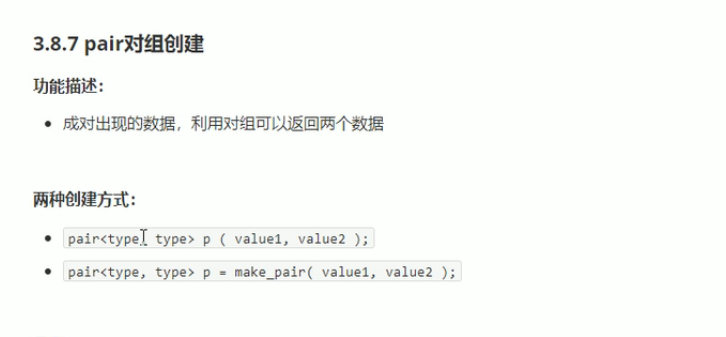 3.8.7 pair对组创建
功能描述：
成对出现的数据，利用对组可以返回两个数据
两种创建方式：
pair<type, type> p ( value1, value2 );
pair<type, type> p = make_pair( value1, value2 );